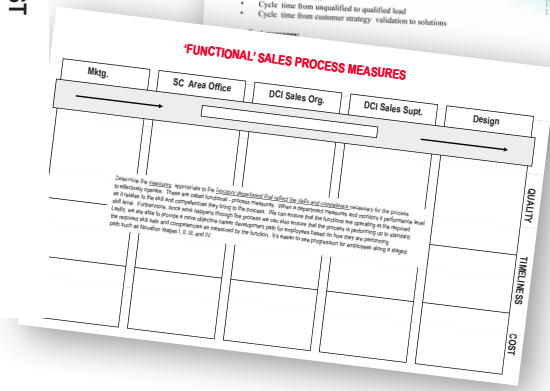 ST
• Cycle time from unqualified to qualified lead
• Cycle time from customer strategy validation to solutions
'FUNCTIONAL' SALES PROCESS MEASURES
Mktg.
SC Area Office
DCI Sales Org.
DCI Sales Supt.
Design
Determine the measures appropriate to the functional department that reflect the skills and competence necessary for the process
to effectively operate. These are called functional - process measures. When a department measures and monitors it performance level
as it relates to the skill and competencies they bring to the process. We can ensure that the functions are operating at the required
skill level. Furthermore, since work happens through the process we can also ensure that the process is performing up to standard.
Lastly, we are able to provide a more objective career development path for employees based on how they are performing
the required skill sets and competencies as measured by the function. It's easier to see progression for employees along a staged
path such as Novation stages I, II, III, and IV.
QUALITY
TIMELINESS
COST